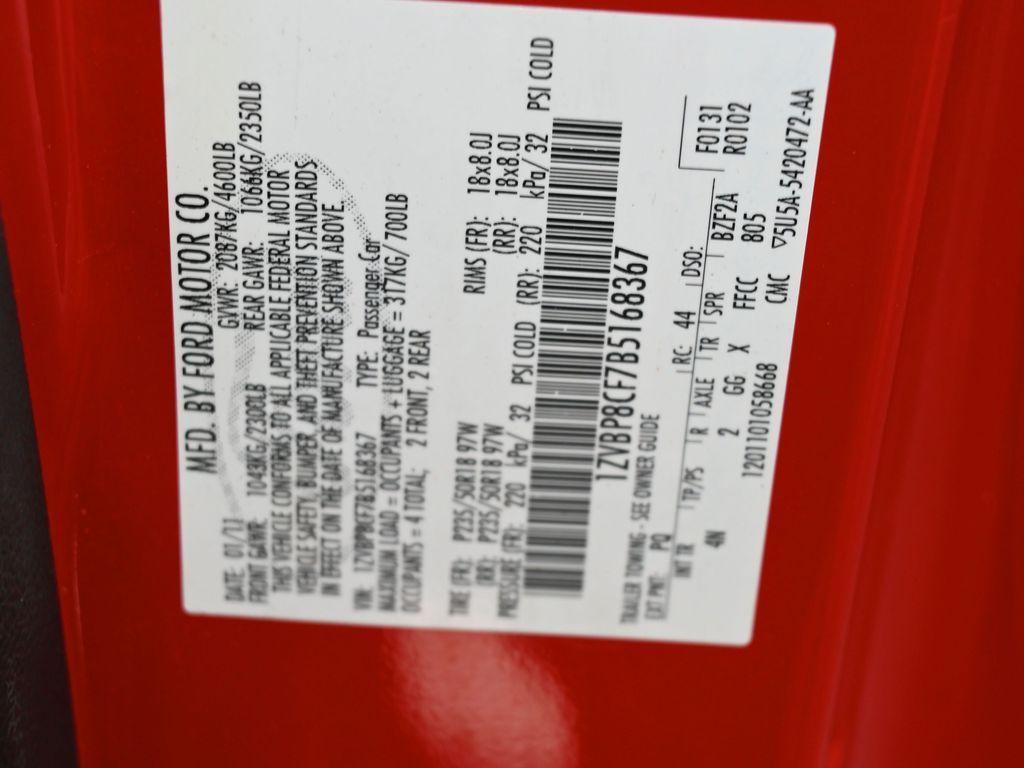 MFD. BY FORD MOTOR CO.
DATE: 01/11 GVWR: 2087KG/4600LB
FRONT GAWR: 1043KG/2300LB REAR GAWR: 1066KG/2350LB
THIS VEHICLE CONFORMS TO ALL APPLICABLE FEDERAL MOTOR
VEHICLE SAFETY, BUMPER, AND THEFT PREVENTION STANDARDS
IN EFFECT ON THE DATE OF MANUFACTURE SHOWN ABOVE.
VIN: 1ZVBP8CF7B5168367 TYPE: Passenger Car
MAXIMUM LOAD = OCCUPANTS + LUGGAGE = 317KG/700LB
OCCUPANTS = 4 TOTAL; 2 FRONT, 2 REAR
TIRE (FR): P235/50R18 97W RIMS (FR): 18x8.0J
(RR): P235/50R18 97W (RR): 18x8.0J
PRESSURE (FR): 220 kPa/ 32 PSI COLD (RR): 220 kPa/ 32 PSI COLD
1ZVBP8CF7B5168367
TRAILER TOWING - SEE OWNER GUIDE
EXT PNT: PQ RC: 44 DSO: F0131
INT TR TP/PS R AXLE TR SPR BZF2A R0102
4N 2 GG X FFCC 805
1201101058668 CMC ▽5U5A-5420472-AA